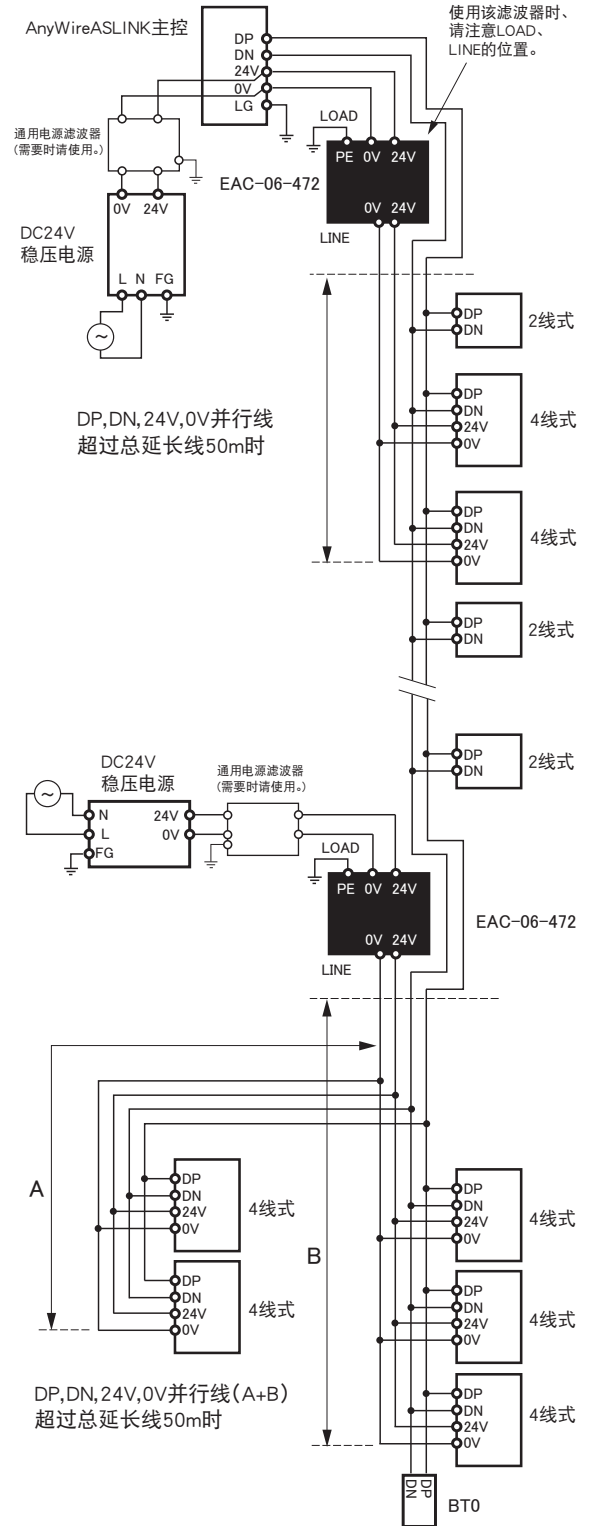 使用该滤波器时、
请注意LOAD、
LINE的位置。
AnyWireASLINK主控
DP
DN
24V
0V
LG
通用电源滤波器
(需要时请使用。)
LOAD
PE 0V 24V
EAC-06-472
0V 24V
LINE
0V 24V
DC24V
稳压电源
L N FG
DP
DN
2线式
DP,DN,24V,0V并行线
超过总延长线50m时
DP
DN
24V
0V
4线式
DP
DN
24V
0V
4线式
DP
DN
2线式
DP
DN
2线式
DC24V
稳压电源
通用电源滤波器
(需要时请使用。)
N
L
FG
24V
0V
LOAD
PE 0V 24V
EAC-06-472
0V 24V
LINE
A
B
DP
DN
24V
0V
4线式
DP
DN
24V
0V
4线式
DP
DN
24V
0V
4线式
DP
DN
24V
0V
4线式
DP,DN,24V,0V并行线(A+B)
超过总延长线50m时
DP
DN
24V
0V
4线式
DP
DN
BT0